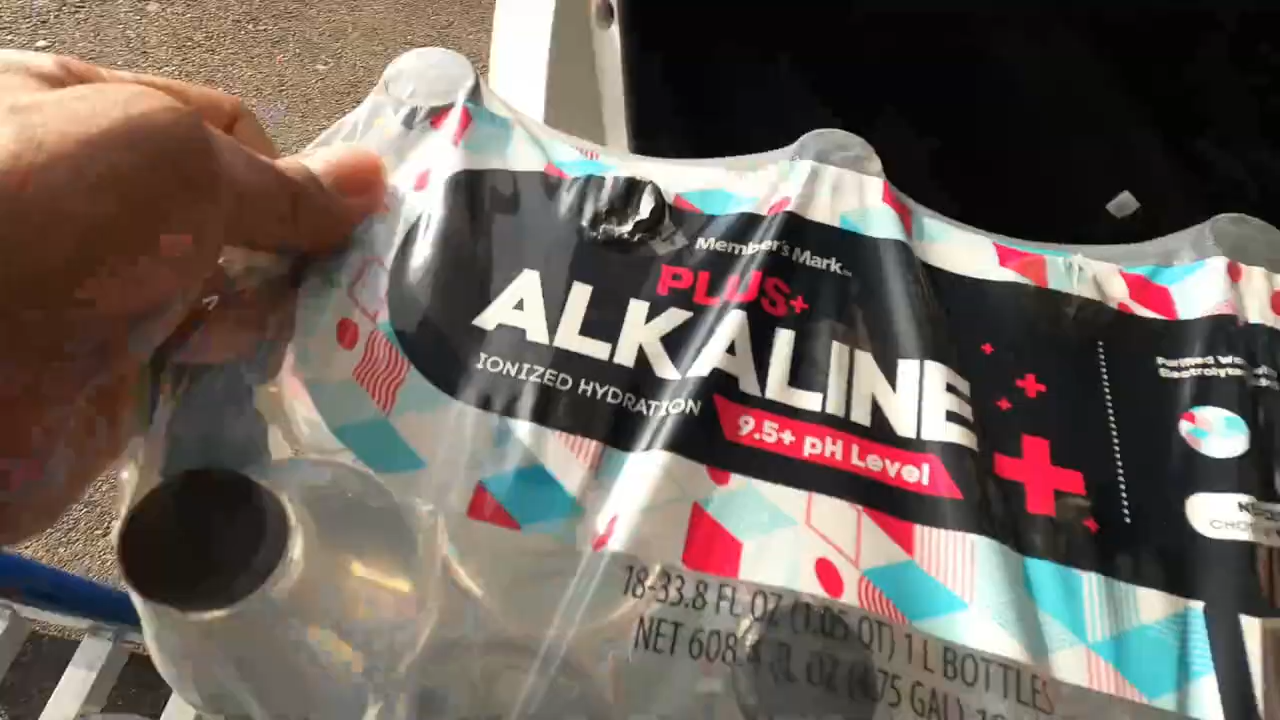 Member's Mark™
PLUS+
ALKALINE
IONIZED HYDRATION
9.5+ pH Level
18-33.8 FL OZ (1.05 QT) 1 L BOTTLES
NET 608.4 FL OZ (4.75 GAL)